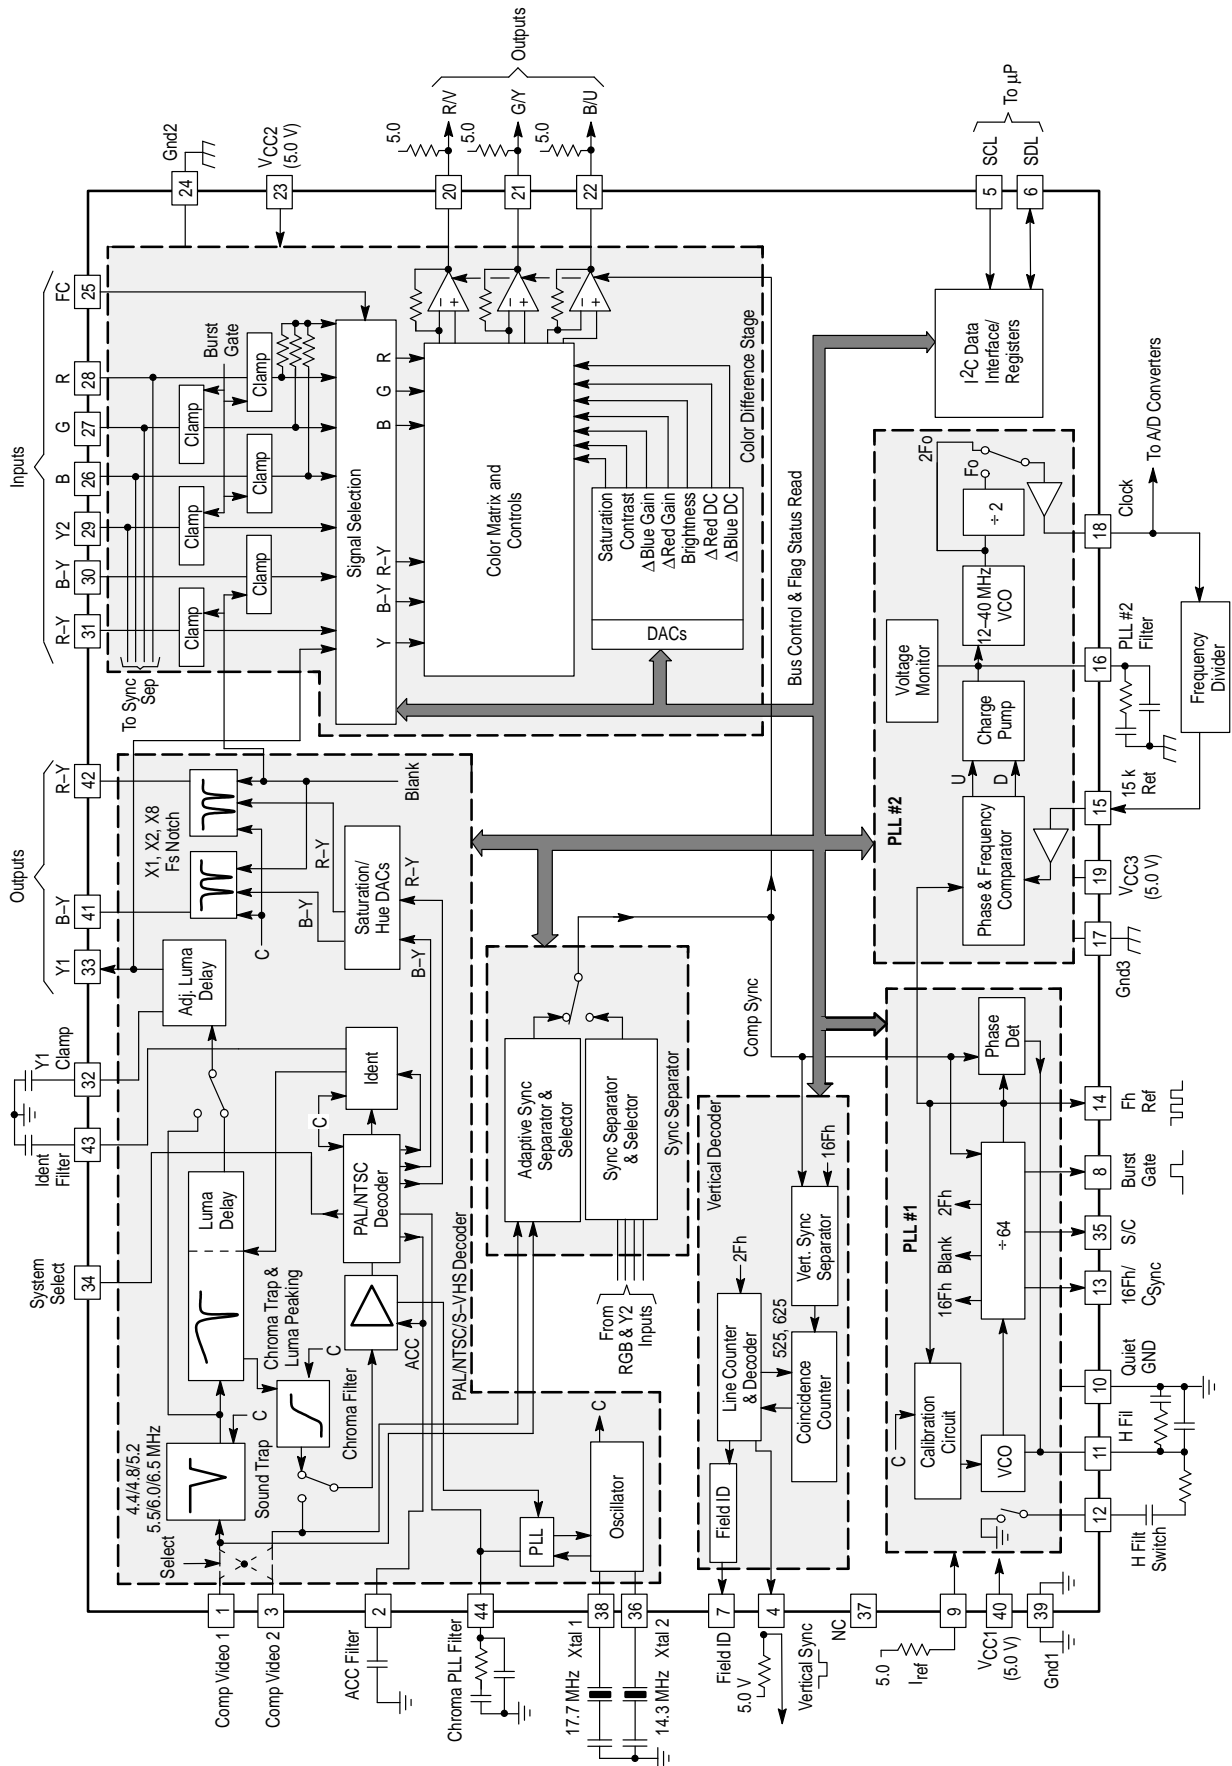 Inputs
Outputs
System
Select
Ident
Filter
Y1
Clamp
Y1
B–Y
R–Y
R–Y
B–Y
Y2
B
G
R
FC
34
43
32
33
41
42
31
30
29
26
27
28
25
Gnd2
24
VCC2
(5.0 V)
23
Comp Video 1
1
Comp Video 2
3
ACC Filter
2
Chroma PLL Filter
44
17.7 MHz
Xtal 1
38
14.3 MHz
Xtal 2
36
Select
4.4/4.8/5.2
5.5/6.0/6.5 MHz
Sound Trap
C
Chroma Trap &
Luma Peaking
C
Chroma Filter
ACC
Luma
Delay
Adj. Luma
Delay
PAL/NTSC
Decoder
C
Ident
X1, X2, X8
Fs Notch
C
B–Y
R–Y
Saturation/
Hue DACs
B–Y
R–Y
Blank
PLL
Oscillator
C
PAL/NTSC/S–VHS Decoder
To Sync
Sep
Clamp
Clamp
Clamp
Clamp
Clamp
Clamp
Burst
Gate
Signal Selection
Y
B–Y
R–Y
B
G
R
Color Matrix and
Controls
DACs
Saturation
Contrast
Δ Blue Gain
Δ Red Gain
Brightness
Δ Red DC
Δ Blue DC
Color Difference Stage
–
+
–
+
–
+
20
21
22
5.0
R/V
5.0
G/Y
5.0
B/U
Outputs
Adaptive Sync
Separator &
Selector
Sync Separator
& Selector
Sync Separator
From
RGB & Y2
Inputs
Comp Sync
Bus Control & Flag Status Read
Vertical Decoder
2Fh
Line Counter
& Decoder
525, 625
Coincidence
Counter
16Fh
Vert. Sync
Separator
Field ID
7
Field ID
4
5.0 V
Vertical Sync
37
NC
5.0
Iref
9
VCC1
(5.0 V)
40
Gnd1
39
PLL #1
C
Calibration
Circuit
VCO
16Fh
Blank
2Fh
÷ 64
Phase
Det
12
H Filt
Switch
11
H Fil
10
Quiet
GND
13
16Fh/
CSync
35
S/C
8
Burst
Gate
14
Fh
Ref
PLL #2
Phase & Frequency
Comparator
U
D
Charge
Pump
Voltage
Monitor
12–40 MHz
VCO
÷ 2
Fo
2Fo
17
Gnd3
19
VCC3
(5.0 V)
15
15 k
Ret
16
PLL #2
Filter
18
Clock
Frequency
Divider
To A/D Converters
I2C Data
Interface/
Registers
5
SCL
6
SDL
To µP